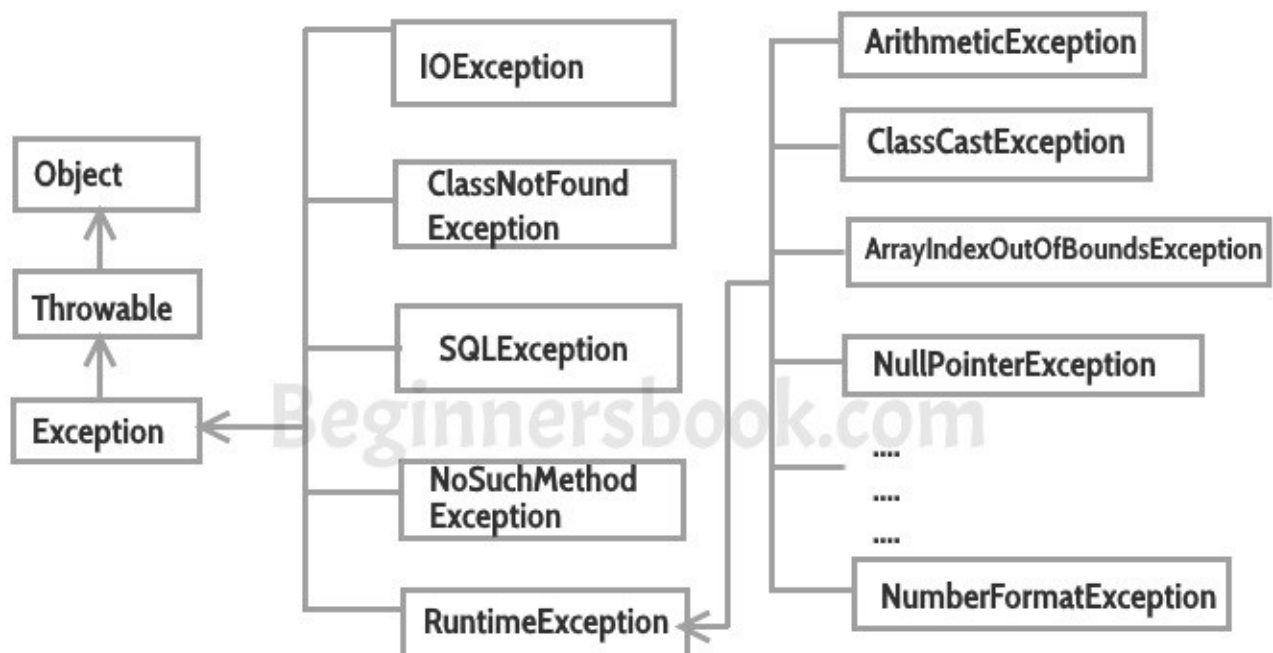 Object
Throwable
Exception
IOException
ClassNotFound
Exception
SQLException
NoSuchMethod
Exception
RuntimeException
ArithmeticException
ClassCastException
ArrayIndexOutOfBoundsException
NullPointerException
....
....
....
NumberFormatException
Beginnersbook.com